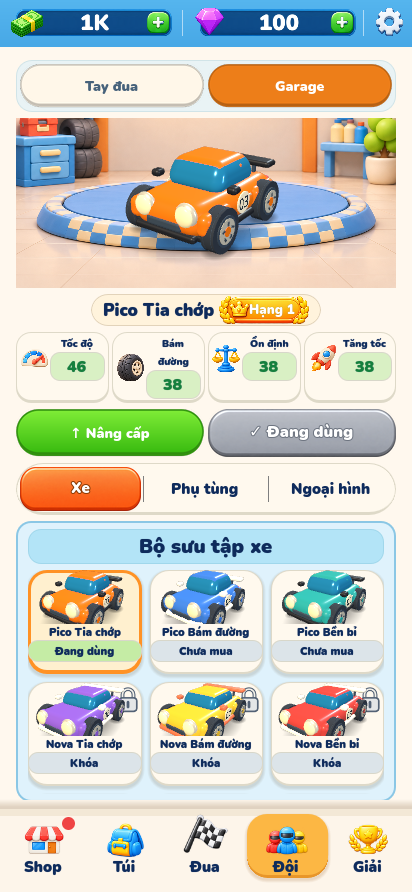 1K
100
Tay đua
Garage
03
Pico Tia chớp
Hạng 1
Tốc độ
46
Bám
đường
38
Ổn định
38
Tăng tốc
38
↑ Nâng cấp
✓ Đang dùng
Xe
Phụ tùng
Ngoại hình
Bộ sưu tập xe
Pico Tia chớp
Đang dùng
Pico Bám đường
Chưa mua
Pico Bền bỉ
Chưa mua
Nova Tia chớp
Khóa
Nova Bám đường
Khóa
Nova Bền bỉ
Khóa
Shop
Túi
Đua
Đội
Giải